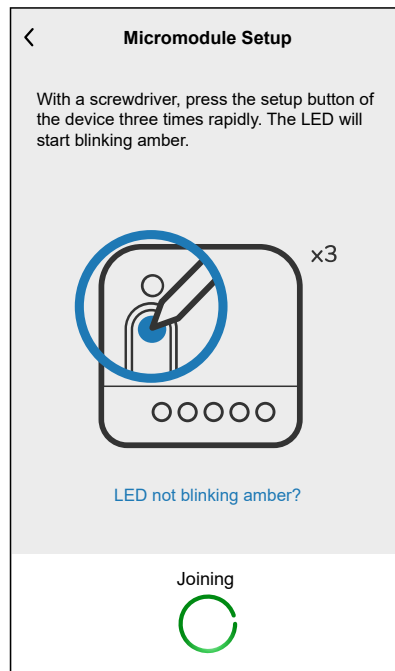 Micromodule Setup
With a screwdriver, press the setup button of
the device three times rapidly. The LED will
start blinking amber.
x3
LED not blinking amber?
Joining